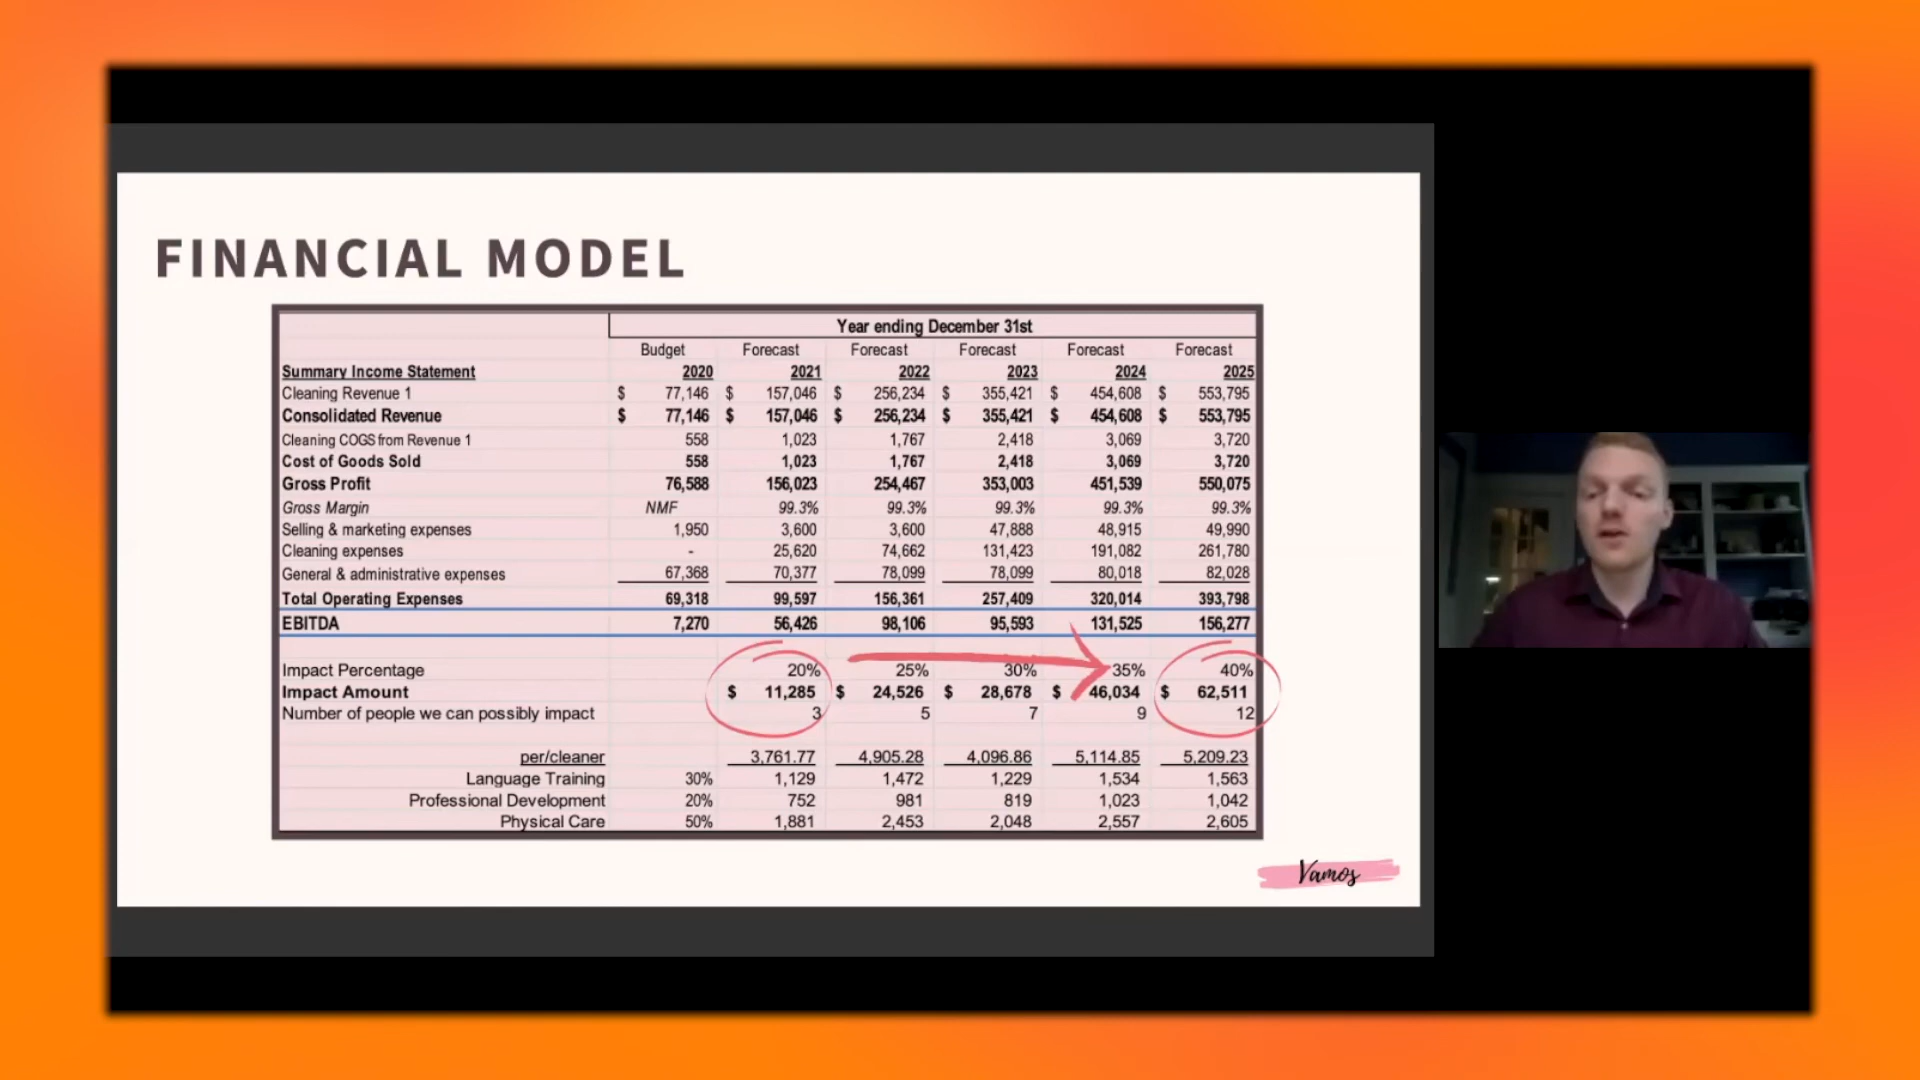 FINANCIAL MODEL
Year ending December 31st
Budget Forecast Forecast Forecast Forecast Forecast
Summary Income Statement 2020 2021 2022 2023 2024 2025
Cleaning Revenue 1 $ 77,146 $ 157,046 $ 256,234 $ 355,421 $ 454,608 $ 553,795
Consolidated Revenue $ 77,146 $ 157,046 $ 256,234 $ 355,421 $ 454,608 $ 553,795
Cleaning COGS from Revenue 1 558 1,023 1,767 2,418 3,069 3,720
Cost of Goods Sold 558 1,023 1,767 2,418 3,069 3,720
Gross Profit 76,588 156,023 254,467 353,003 451,539 550,075
Gross Margin NMF 99.3% 99.3% 99.3% 99.3% 99.3%
Selling & marketing expenses 1,950 3,600 3,600 47,888 48,915 49,990
Cleaning expenses - 25,620 74,662 131,423 191,082 261,780
General & administrative expenses 67,368 70,377 78,099 78,099 80,018 82,028
Total Operating Expenses 69,318 99,597 156,361 257,409 320,014 393,798
EBITDA 7,270 56,426 98,106 95,593 131,525 156,277
Impact Percentage 20% 25% 30% 35% 40%
Impact Amount $ 11,285 $ 24,526 $ 28,678 $ 46,034 $ 62,511
Number of people we can possibly impact 3 5 7 9 12
per/cleaner 3,761.77 4,905.28 4,096.86 5,114.85 5,209.23
Language Training 30% 1,129 1,472 1,229 1,534 1,563
Professional Development 20% 752 981 819 1,023 1,042
Physical Care 50% 1,881 2,453 2,048 2,557 2,605
Vamos